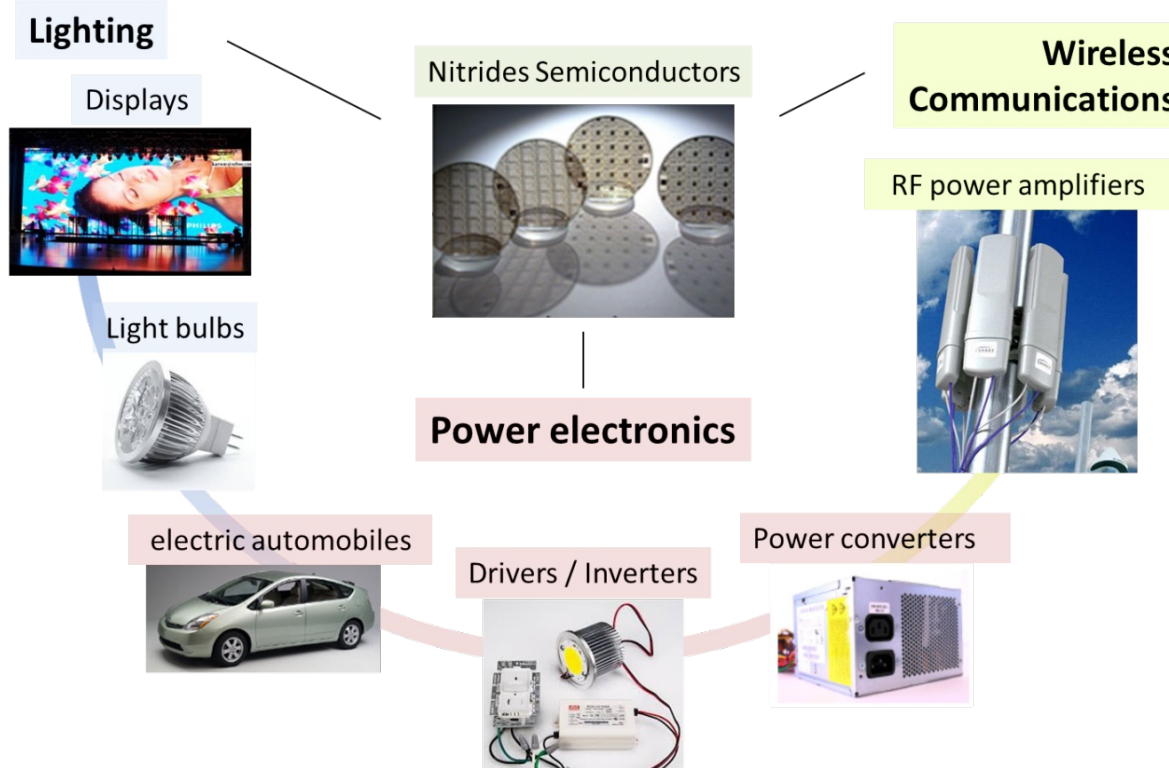 Lighting
Nitrides Semiconductors
Wireless
Communications
Displays
RF power amplifiers
PHILIPS
Light bulbs
Power electronics
electric automobiles
Drivers / Inverters
Power converters